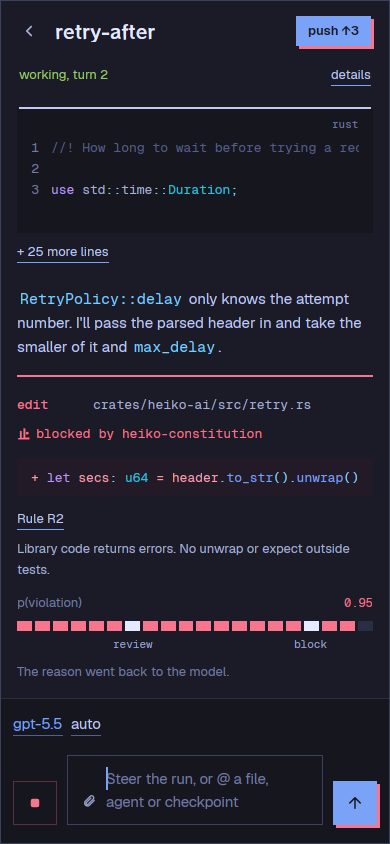 retry-after
push ↑3
working, turn 2
details
rust
1 //! How long to wait before trying a rec
2
3 use std::time::Duration;
+ 25 more lines
RetryPolicy::delay only knows the attempt
number. I'll pass the parsed header in and take the
smaller of it and max_delay.
edit crates/heiko-ai/src/retry.rs
blocked by heiko-constitution
+ let secs: u64 = header.to_str().unwrap()
Rule R2
Library code returns errors. No unwrap or expect outside
tests.
p(violation) 0.95
review block
The reason went back to the model.
gpt-5.5 auto
Steer the run, or @ a file,
agent or checkpoint